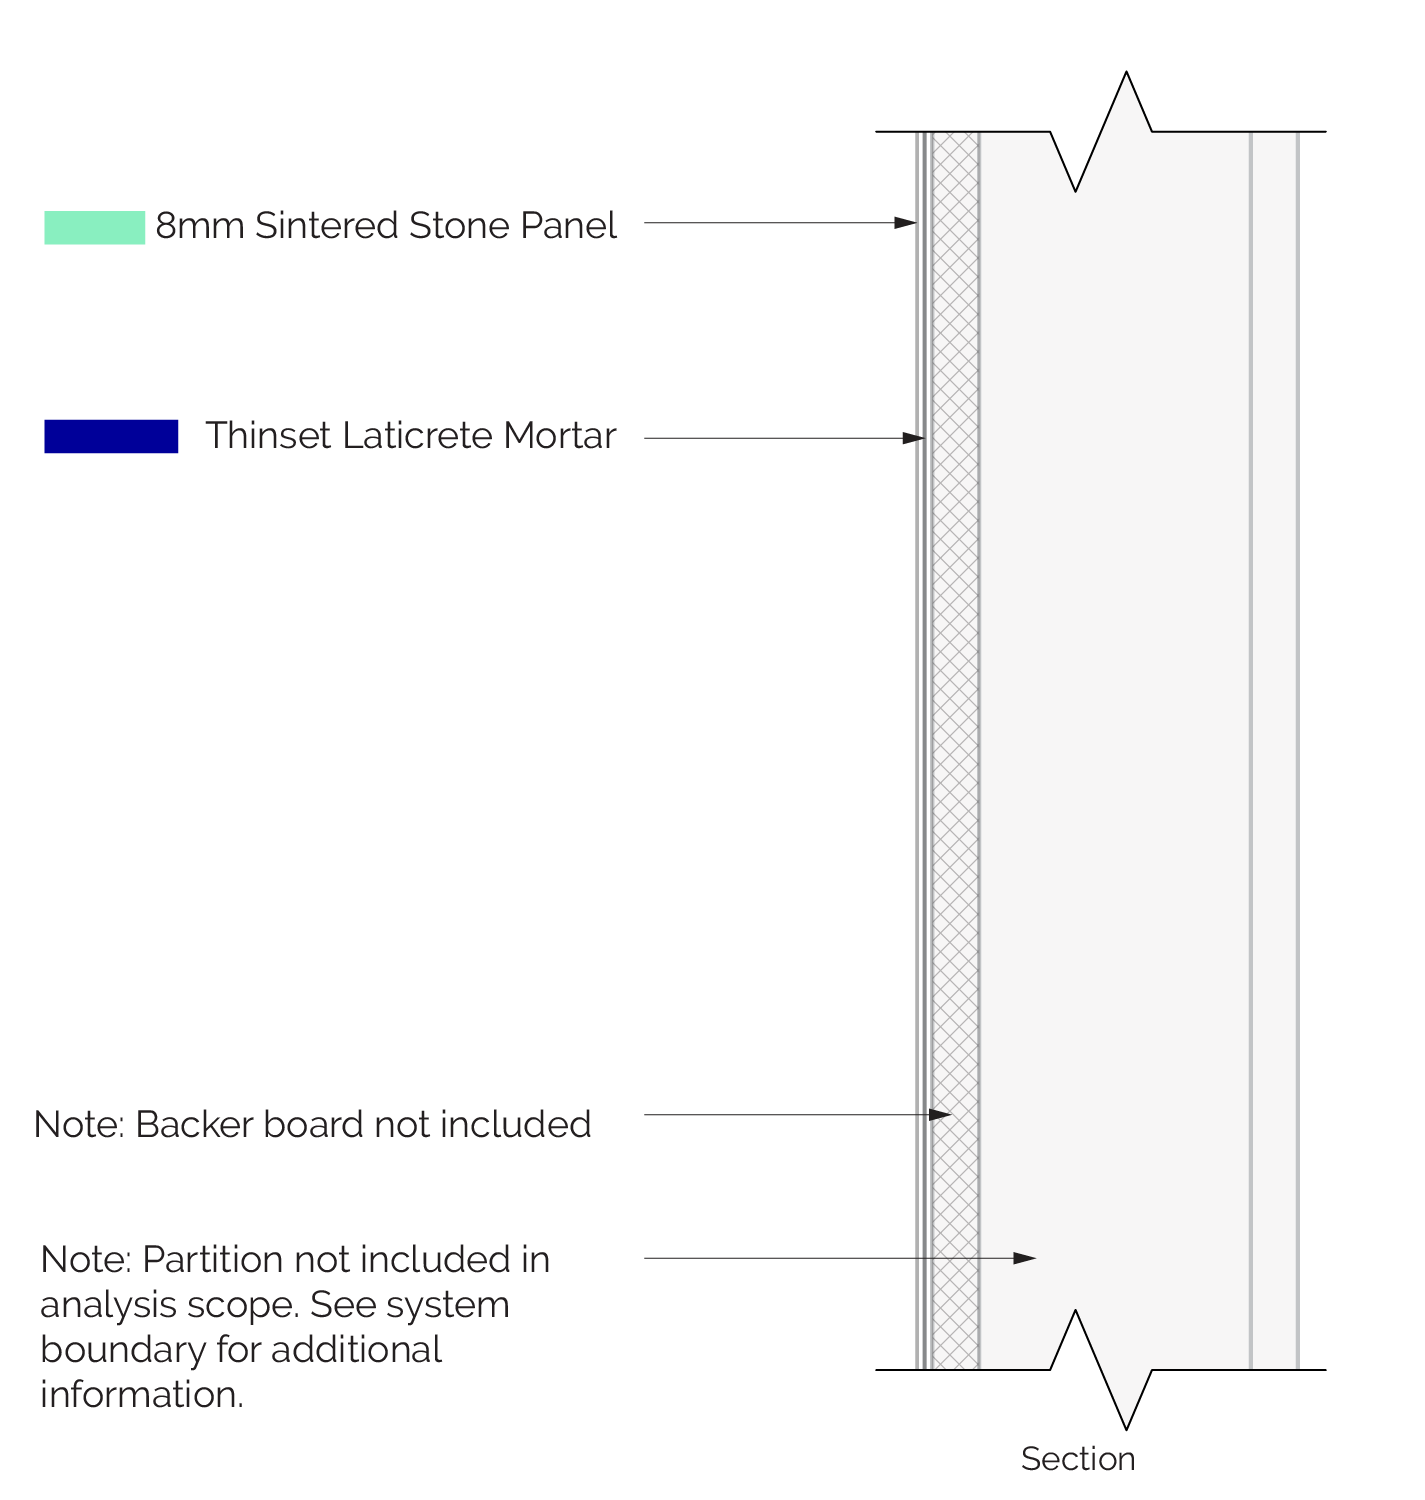 8mm Sintered Stone Panel
Thinset Laticrete Mortar
Note: Backer board not included
Note: Partition not included in
analysis scope. See system
boundary for additional
information.
Section